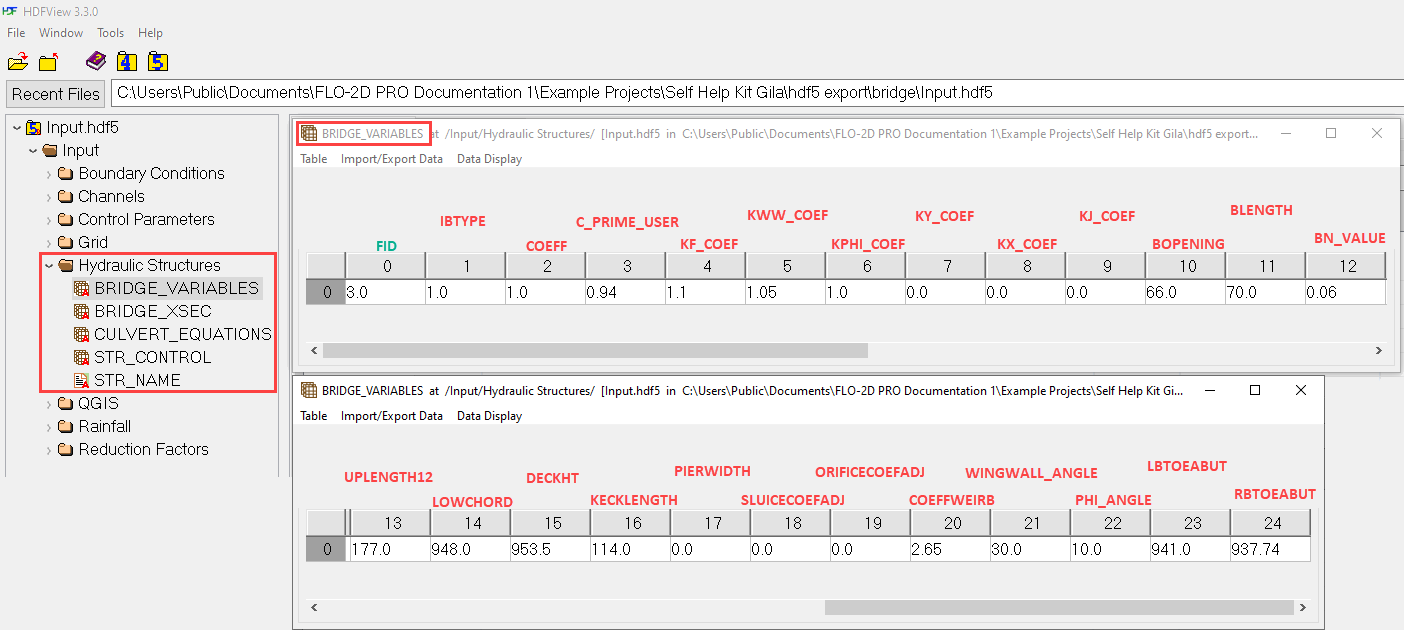 HDFView 3.3.0
File Window Tools Help
Recent Files C:\Users\Public\Documents\FLO-2D PRO Documentation 1\Example Projects\Self Help Kit Gila\hdf5 export\bridge\Input.hdf5
Input.hdf5
Input
Boundary Conditions
Channels
Control Parameters
Grid
Hydraulic Structures
BRIDGE_VARIABLES
BRIDGE_XSEC
CULVERT_EQUATIONS
STR_CONTROL
STR_NAME
QGIS
Rainfall
Reduction Factors
BRIDGE_VARIABLES at /Input/Hydraulic Structures/ [Input.hdf5 in C:\Users\Public\Documents\FLO-2D PRO Documentation 1\Example Projects\Self Help Kit Gila\hdf5 export...
Table Import/Export Data Data Display
FID IBTYPE COEFF C_PRIME_USER KF_COEF KWW_COEF KPHI_COEF KY_COEF KX_COEF KJ_COEF BOPENING BLENGTH BN_VALUE
0 1 2 3 4 5 6 7 8 9 10 11 12
0 3.0 1.0 1.0 0.94 1.1 1.05 1.0 0.0 0.0 0.0 66.0 70.0 0.06
BRIDGE_VARIABLES at /Input/Hydraulic Structures/ [Input.hdf5 in C:\Users\Public\Documents\FLO-2D PRO Documentation 1\Example Projects\Self Help Kit Gi...
Table Import/Export Data Data Display
UPLENGTH12 LOWCHORD DECKHT KECKLENGTH PIERWIDTH SLUICECOEFADJ ORIFICECOEFADJ COEFFWEIRB WINGWALL_ANGLE PHI_ANGLE LBTOEABUT RBTOEABUT
13 14 15 16 17 18 19 20 21 22 23 24
0 177.0 948.0 953.5 114.0 0.0 0.0 0.0 2.65 30.0 10.0 941.0 937.74